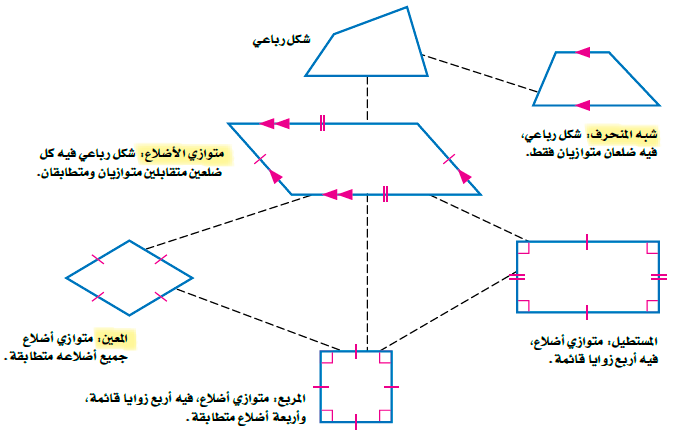 شكل رباعي
شبه المنحرف: شكل رباعي،
فيه ضلعان متوازيان فقط.
متوازي الأضلاع: شكل رباعي فيه كل
ضلعين متقابلين متوازيان ومتطابقان.
المستطيل: متوازي أضلاع،
فيه أربع زوايا قائمة.
المعين: متوازي أضلاع
جميع أضلاعه متطابقة.
المربع: متوازي أضلاع، فيه أربع زوايا قائمة،
وأربعة أضلاع متطابقة.